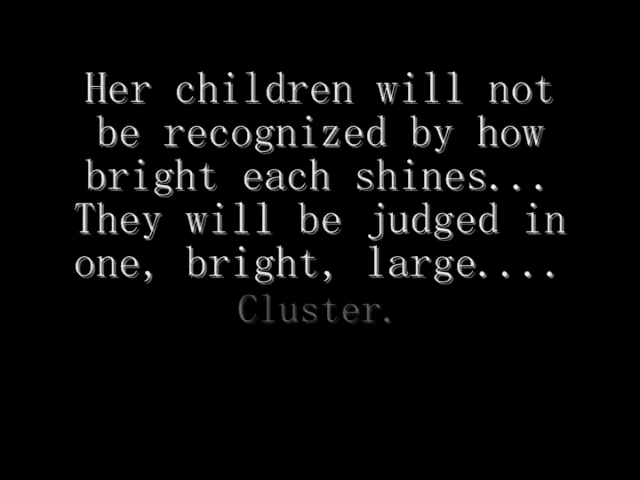 Her children will not
be recognized by how
bright each shines...
They will be judged in
one, bright, large....
Cluster.